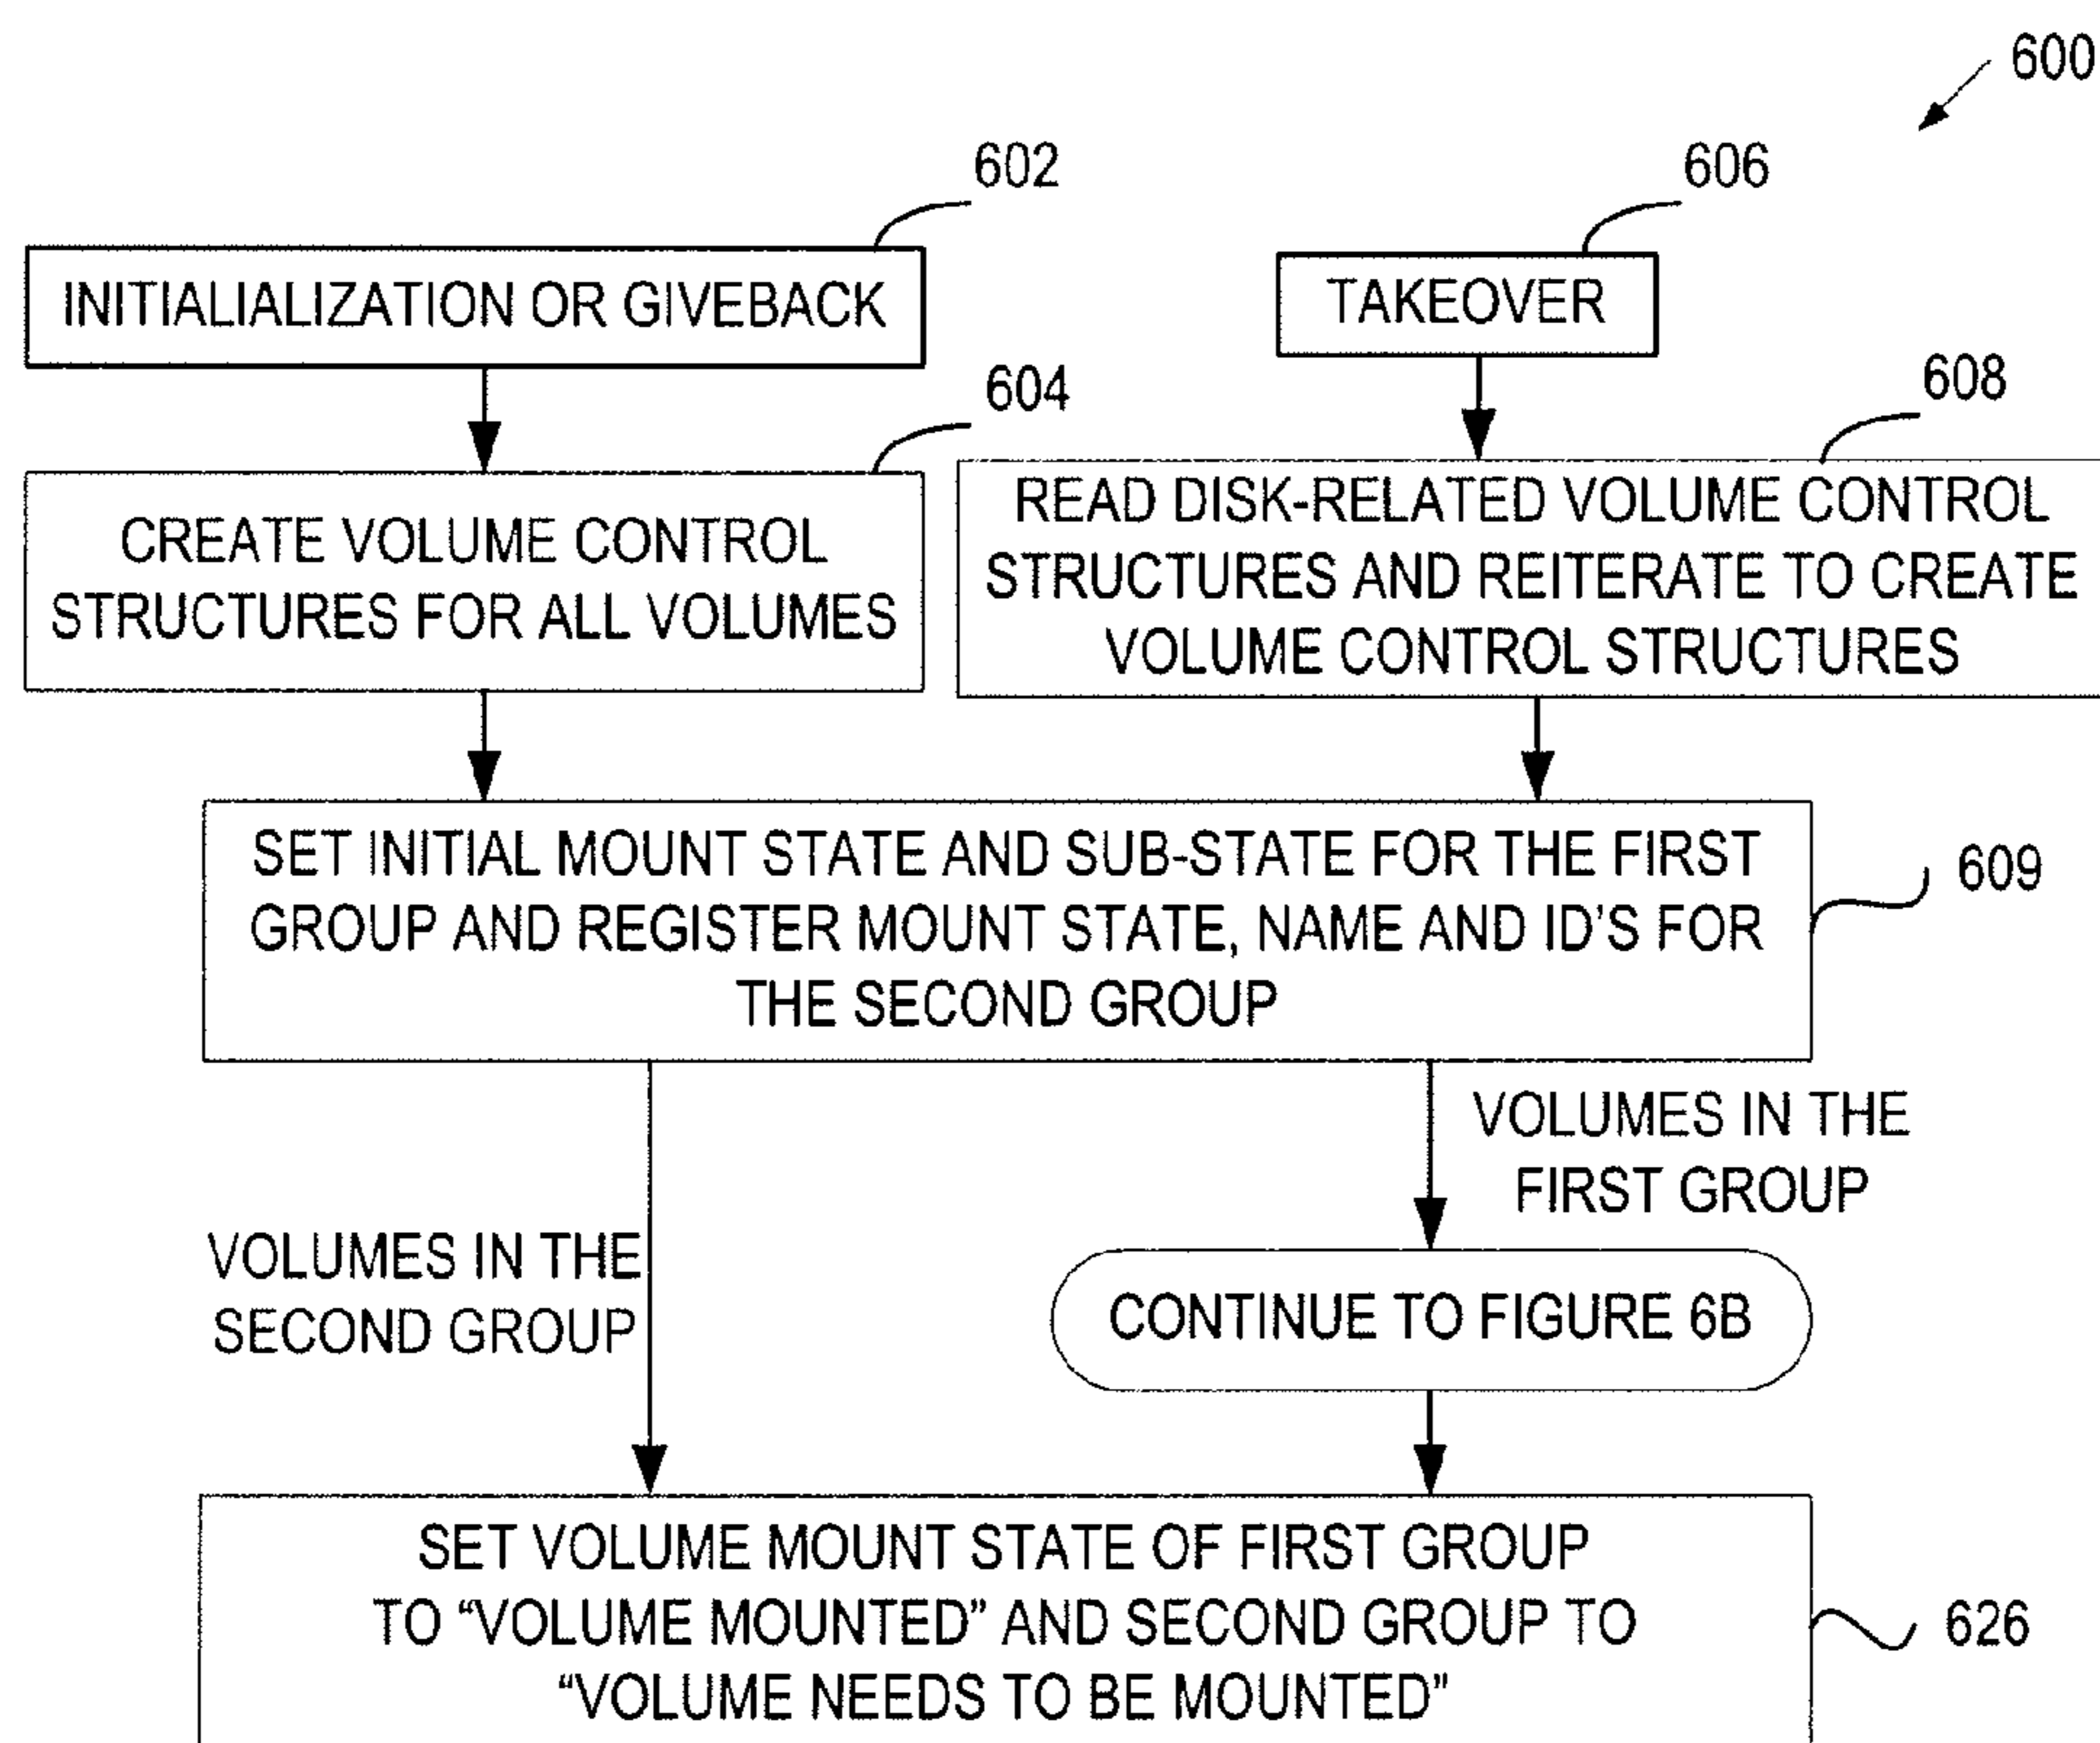 600
602
606
INITIALIALIZATION OR GIVEBACK
TAKEOVER
604
608
CREATE VOLUME CONTROL
STRUCTURES FOR ALL VOLUMES
READ DISK-RELATED VOLUME CONTROL
STRUCTURES AND REITERATE TO CREATE
VOLUME CONTROL STRUCTURES
SET INITIAL MOUNT STATE AND SUB-STATE FOR THE FIRST
GROUP AND REGISTER MOUNT STATE, NAME AND ID'S FOR
THE SECOND GROUP
609
VOLUMES IN THE
FIRST GROUP
VOLUMES IN THE
SECOND GROUP
CONTINUE TO FIGURE 6B
SET VOLUME MOUNT STATE OF FIRST GROUP
TO “VOLUME MOUNTED” AND SECOND GROUP TO
“VOLUME NEEDS TO BE MOUNTED”
626